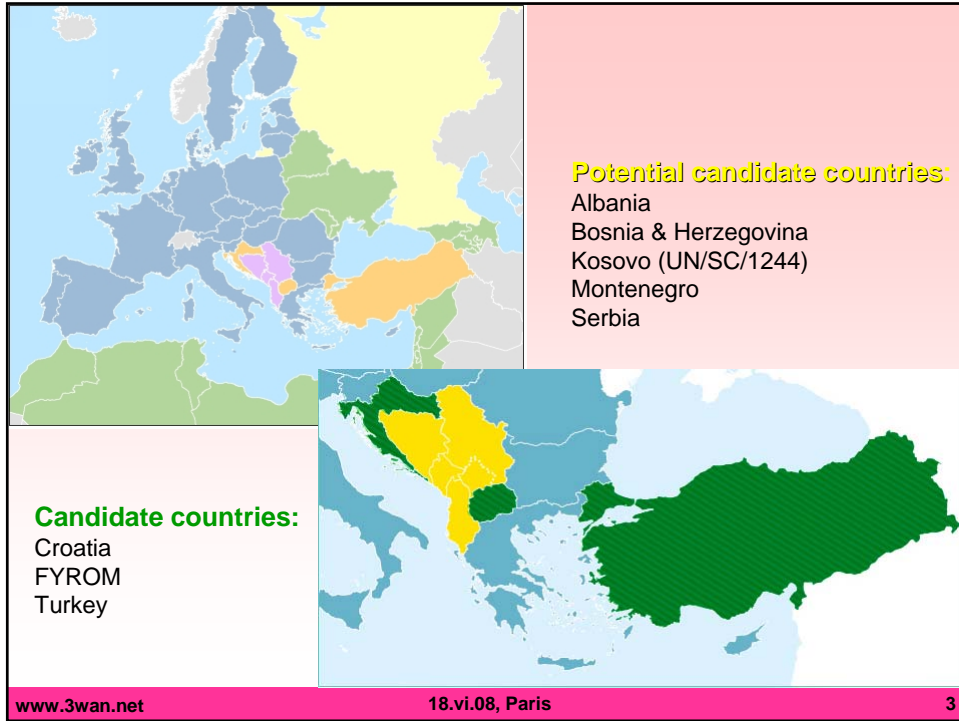 Potential candidate countries:
Albania
Bosnia & Herzegovina
Kosovo (UN/SC/1244)
Montenegro
Serbia
Candidate countries:
Croatia
FYROM
Turkey
www.3wan.net
18.vi.08, Paris
3